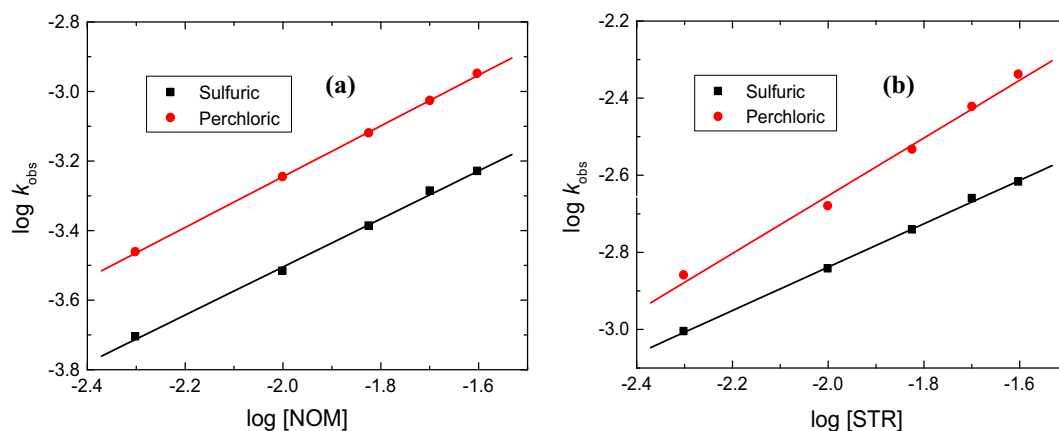 (a)
Sulfuric
Perchloric
log k_obs
-2.8
-3.0
-3.2
-3.4
-3.6
-3.8
-2.4 -2.2 -2.0 -1.8 -1.6
log [NOM]
(b)
Sulfuric
Perchloric
log k_obs
-2.2
-2.4
-2.6
-2.8
-3.0
-2.4 -2.2 -2.0 -1.8 -1.6
log [STR]